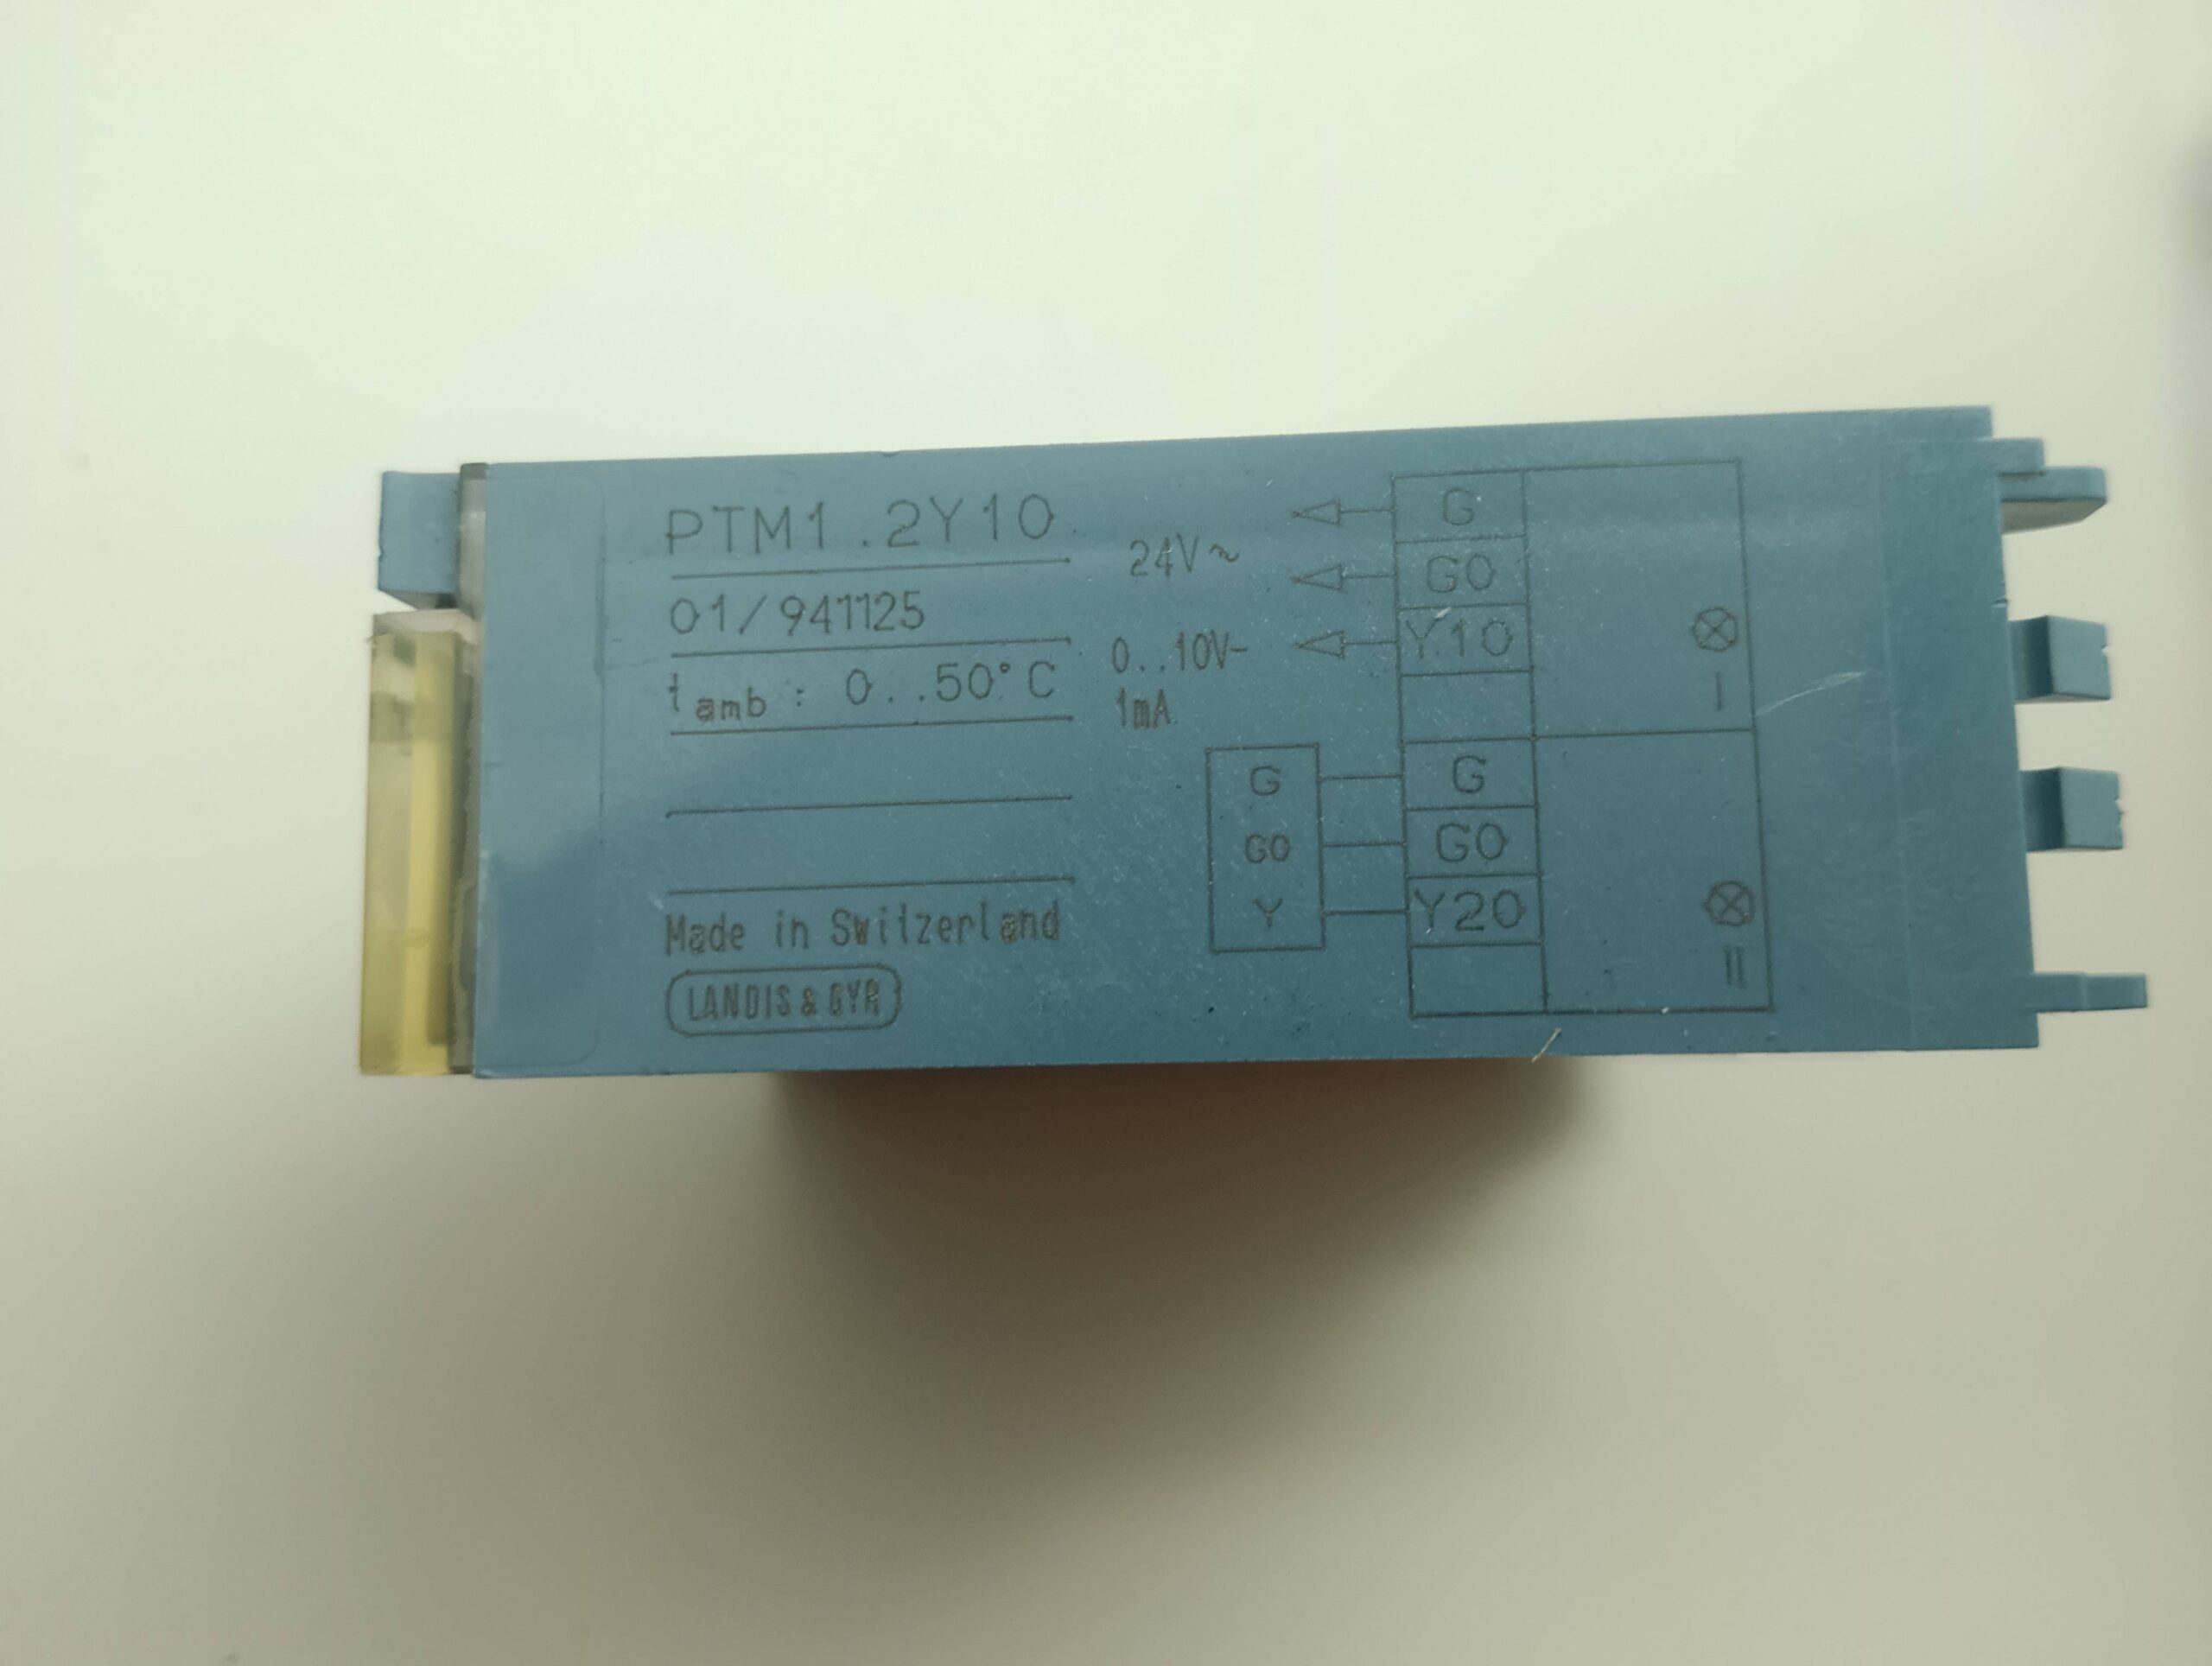 PTM1.2Y10
01/941125
tamb: 0..50°C
Made in Switzerland
LANDIS & GYR
24V~
0..10V-
1mA
G
G0
Y10
I
G
G0
Y
G
G0
Y20
II